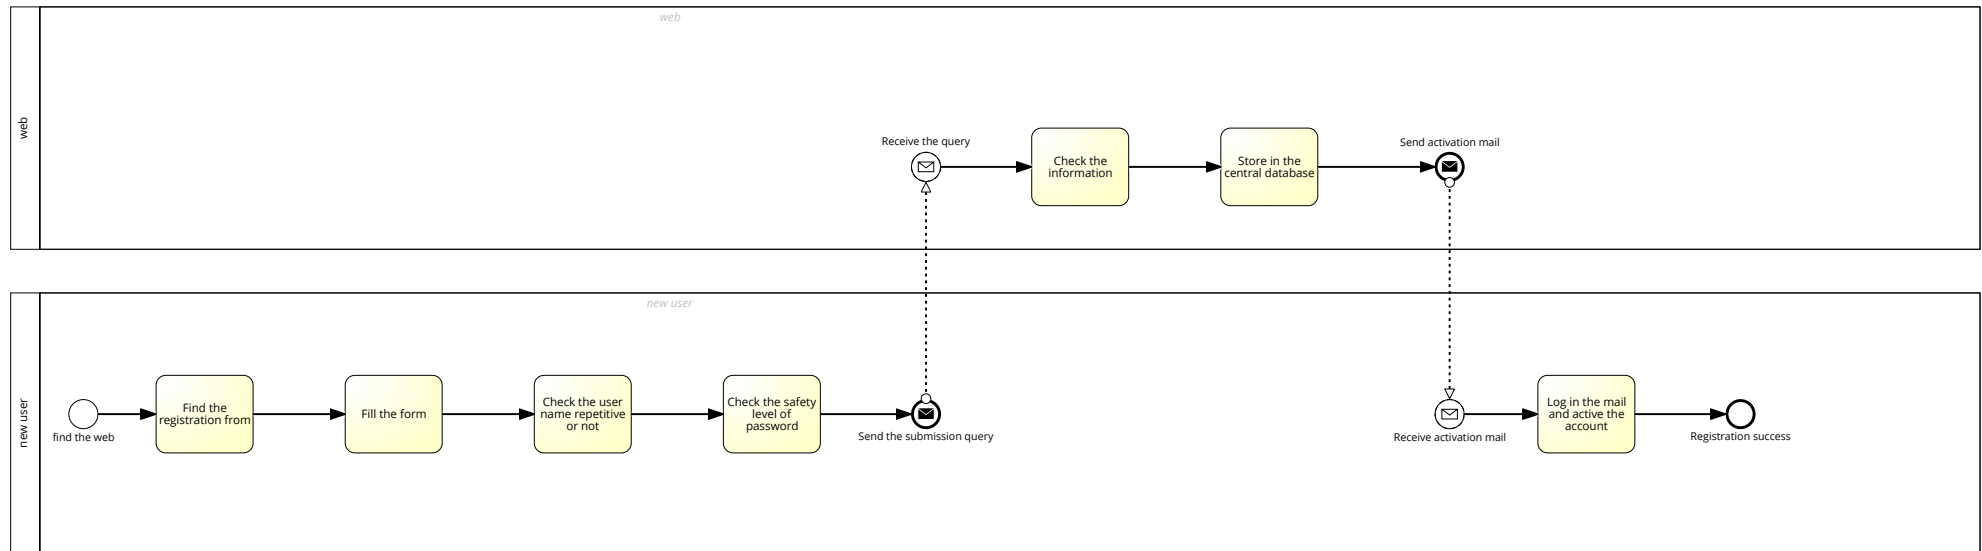 web
web
Receive the query
Check the
information
Store in the
central database
Send activation mail
new user
new user
find the web
Find the
registration from
Fill the form
Check the user
name repetitive
or not
Check the safety
level of
password
Send the submission query
Receive activation mail
Log in the mail
and active the
account
Registration success